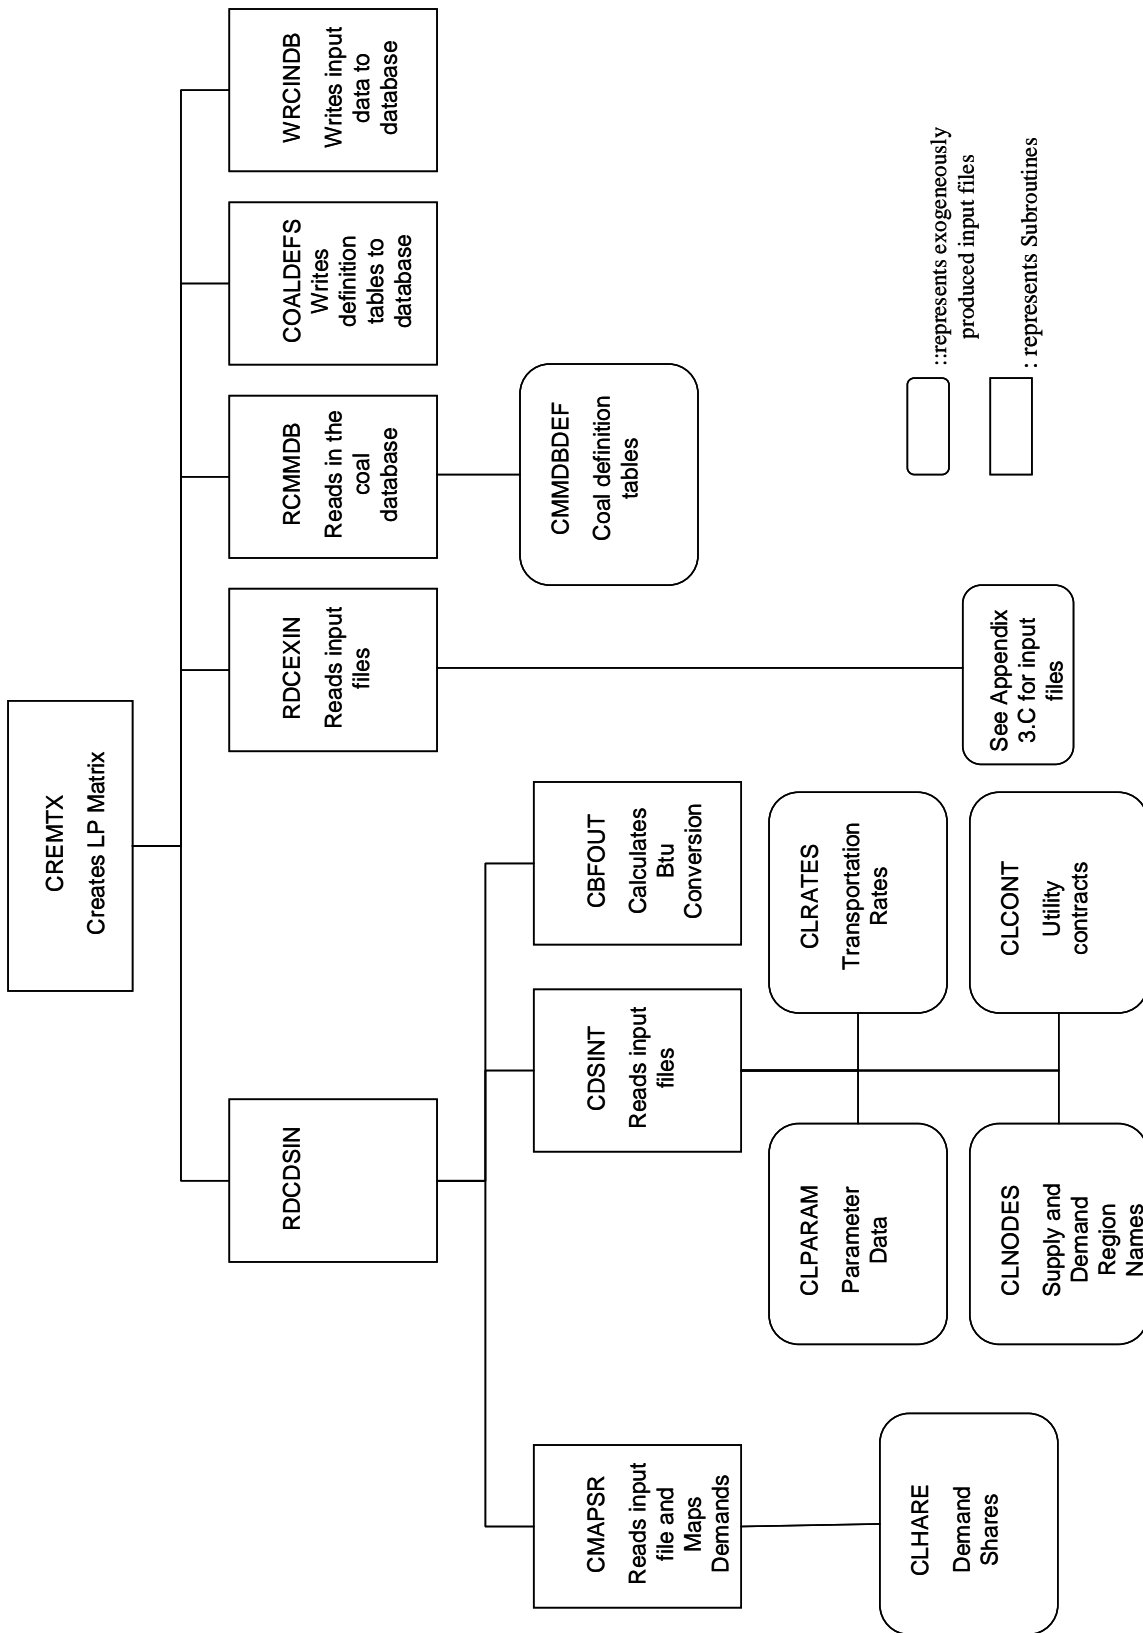 CREMTX
Creates LP Matrix
RDCDSIN
RDCEXIN
Reads input
files
RCMMDB
Reads in the
coal
database
COALDEFS
Writes
definition
tables to
database
WRCINDB
Writes input
data to
database
CMAPSR
Reads input
file and
Maps
Demands
CDSINT
Reads input
files
CBFOUT
Calculates
Btu
Conversion
CMMDBDEF
Coal definition
tables
CLHARE
Demand
Shares
CLPARAM
Parameter
Data
CLRATES
Transportation
Rates
CLNODES
Supply and
Demand
Region
Names
CLCONT
Utility
contracts
See Appendix
3.C for input
files
::represents exogeneously
produced input files
: represents Subroutines